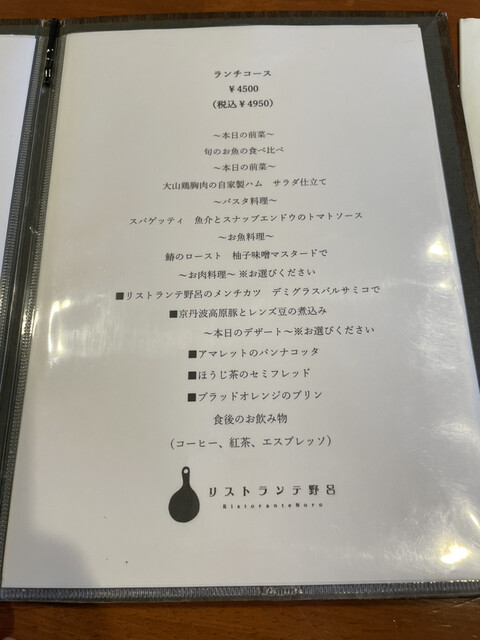 ランチコース
￥4500
（税込￥4950）
～本日の前菜～
旬のお魚の食べ比べ
～本日の前菜～
大山鶏胸肉の自家製ハム　サラダ仕立て
～パスタ料理～
スパゲッティ　魚介とスナップエンドウのトマトソース
～お魚料理～
鰆のロースト　柚子味噌マスタードで
～お肉料理～ ※お選びください
■リストランテ野呂のメンチカツ　デミグラスバルサミコで
■京丹波高原豚とレンズ豆の煮込み
～本日のデザート～※お選びください
■アマレットのパンナコッタ
■ほうじ茶のセミフレッド
■ブラッドオレンジのプリン
食後のお飲み物
（コーヒー、紅茶、エスプレッソ）
リストランテ野呂
RistoranteNoro